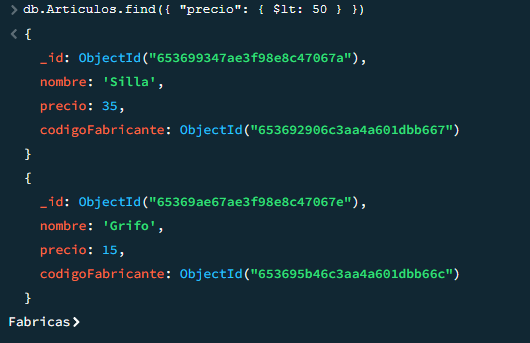 > db.Articulos.find({ "precio": { $lt: 50 } })
< {
_id: ObjectId("653699347ae3f98e8c47067a"),
nombre: 'Silla',
precio: 35,
codigoFabricante: ObjectId("653692906c3aa4a601dbb667")
}
{
_id: ObjectId("65369ae67ae3f98e8c47067e"),
nombre: 'Grifo',
precio: 15,
codigoFabricante: ObjectId("653695b46c3aa4a601dbb66c")
}
Fabricas>